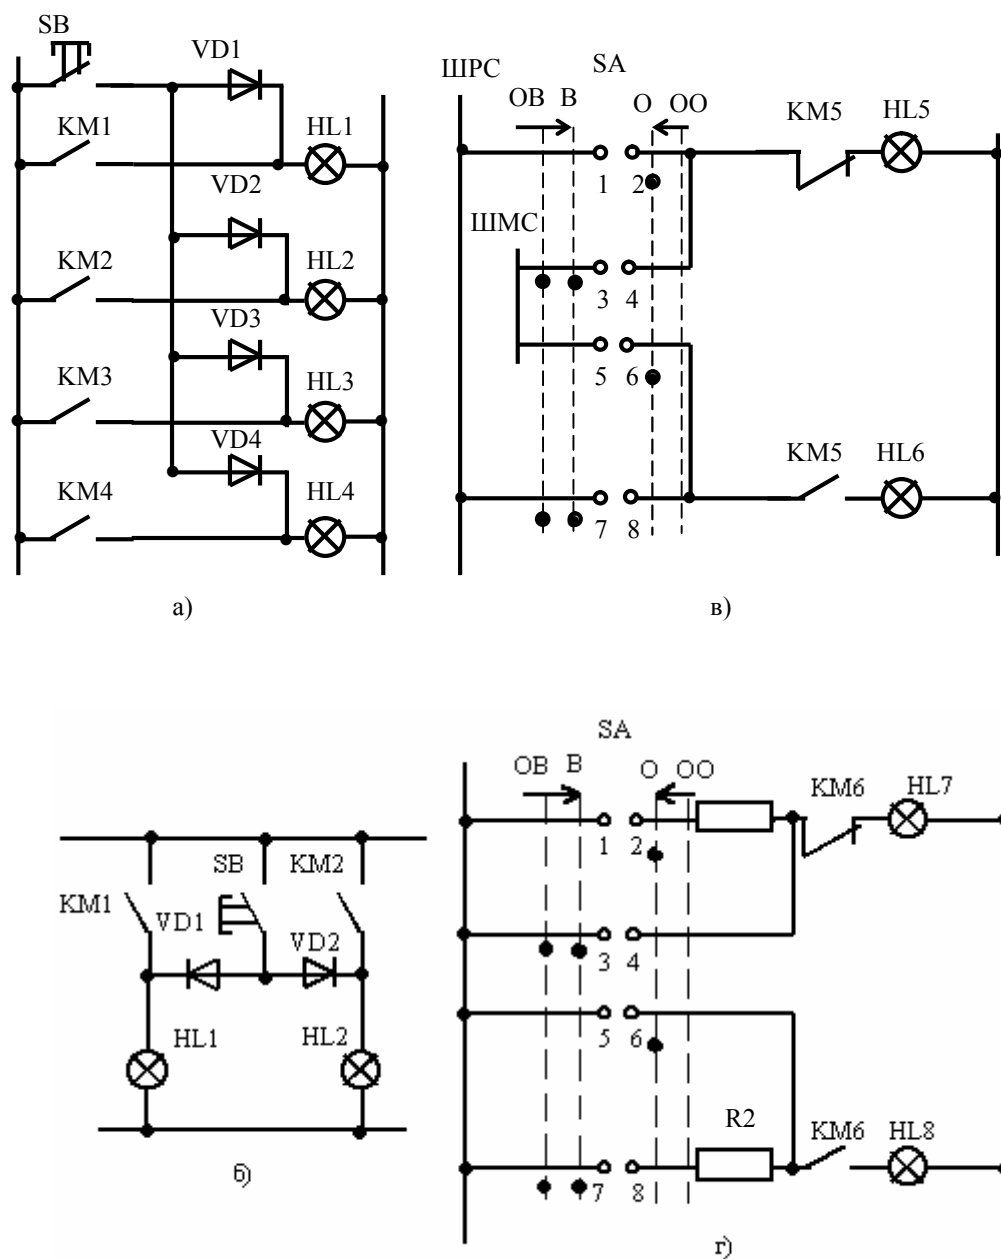 SB
VD1
KM1
HL1
VD2
KM2
HL2
VD3
KM3
HL3
VD4
KM4
HL4
а)
ШРС
SA
ОВ В О ОО
KM5
HL5
1 2
ШМС
3 4
5 6
KM5
HL6
7 8
в)
SB
KM2
KM1
VD1
VD2
HL1
HL2
б)
SA
ОВ В О ОО
KM6
HL7
1 2
3 4
5 6
R2
KM6
HL8
7 8
г)